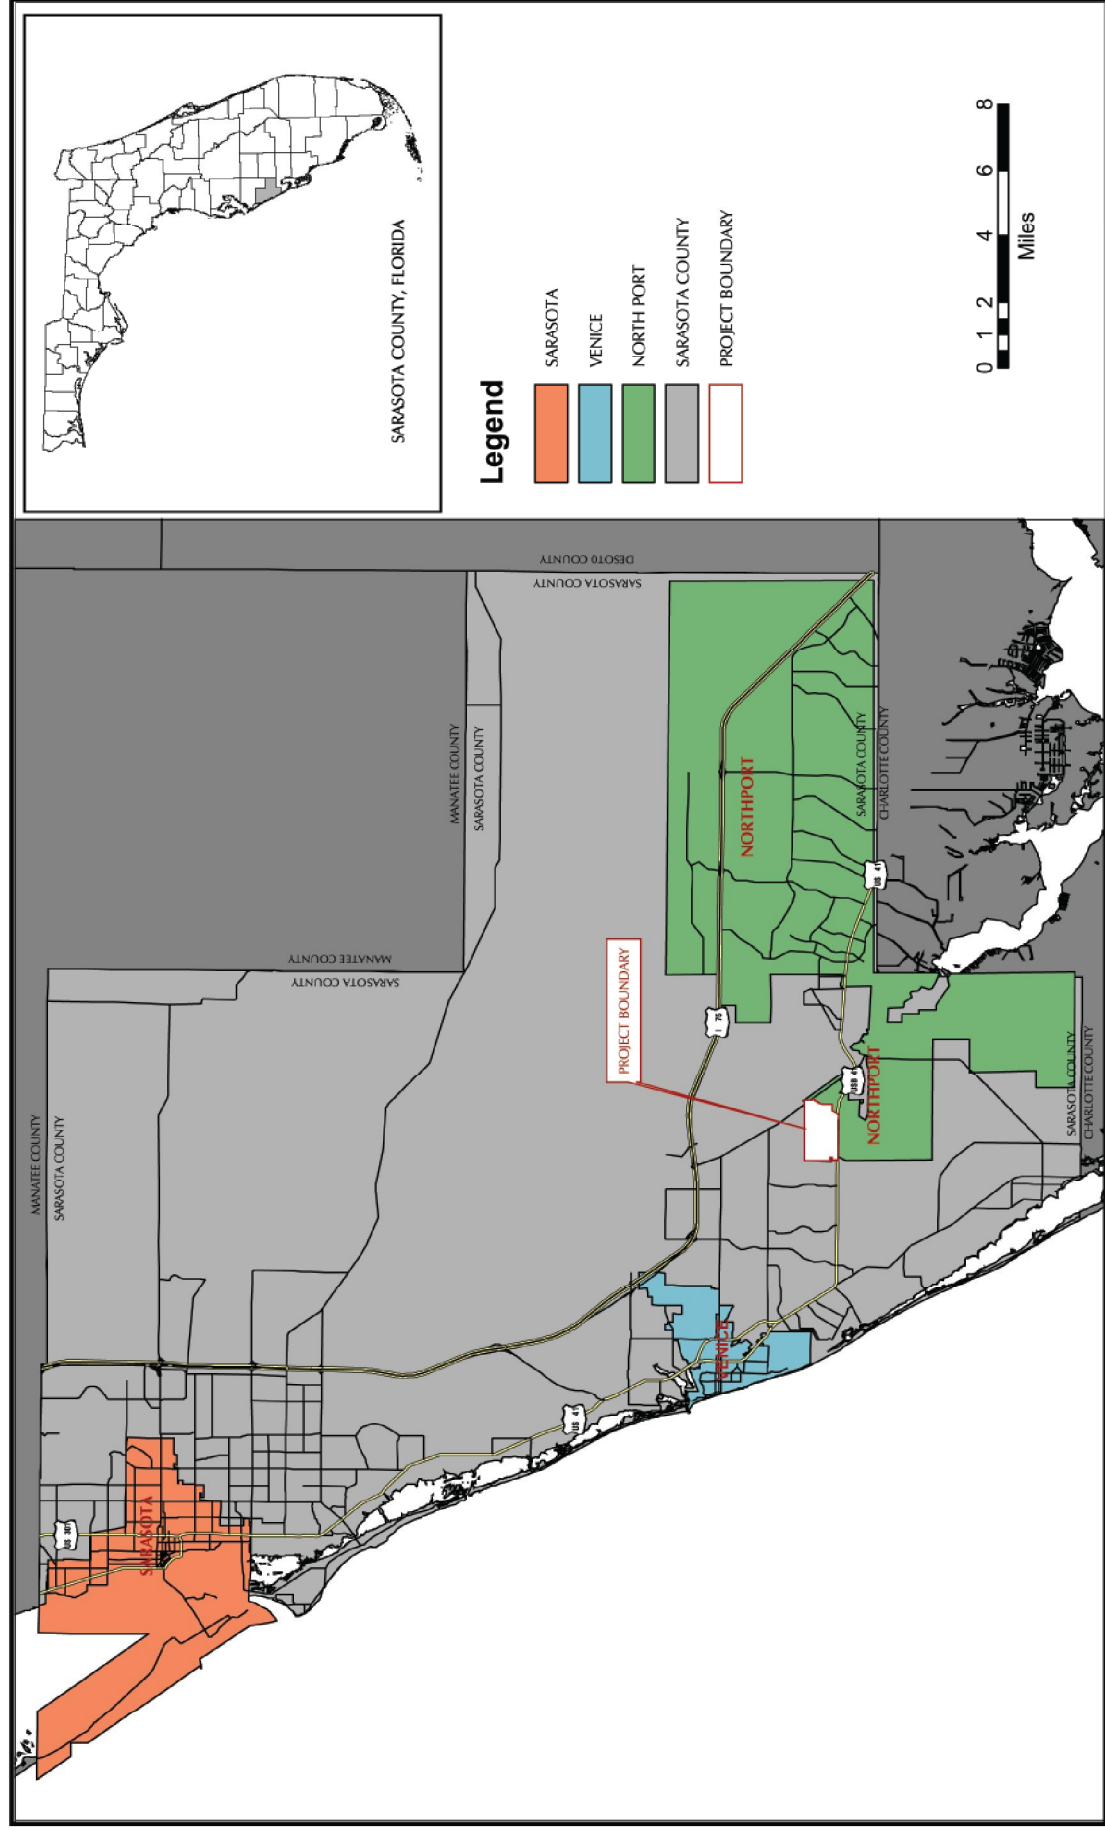 SARASOTA COUNTY, FLORIDA
Legend
SARASOTA
VENICE
NORTH PORT
SARASOTA COUNTY
PROJECT BOUNDARY
0 1 2 4 6 8
Miles
MANATEE COUNTY
SARASOTA COUNTY
MANATEE COUNTY
SARASOTA COUNTY
MANATEE COUNTY
SARASOTA COUNTY
DESOTO COUNTY
SARASOTA COUNTY
US 301
SARASOTA
US 41
VENICE
PROJECT BOUNDARY
I 75
NORTHPORT
SARASOTA COUNTY
CHARLOTTE COUNTY
US 41
NORTHPORT
SARASOTA COUNTY
CHARLOTTE COUNTY